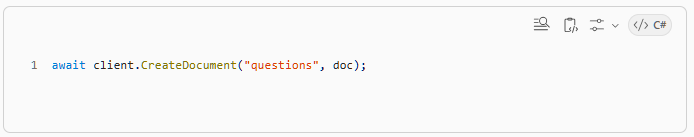 </> C#
1 await client.CreateDocument("questions", doc);